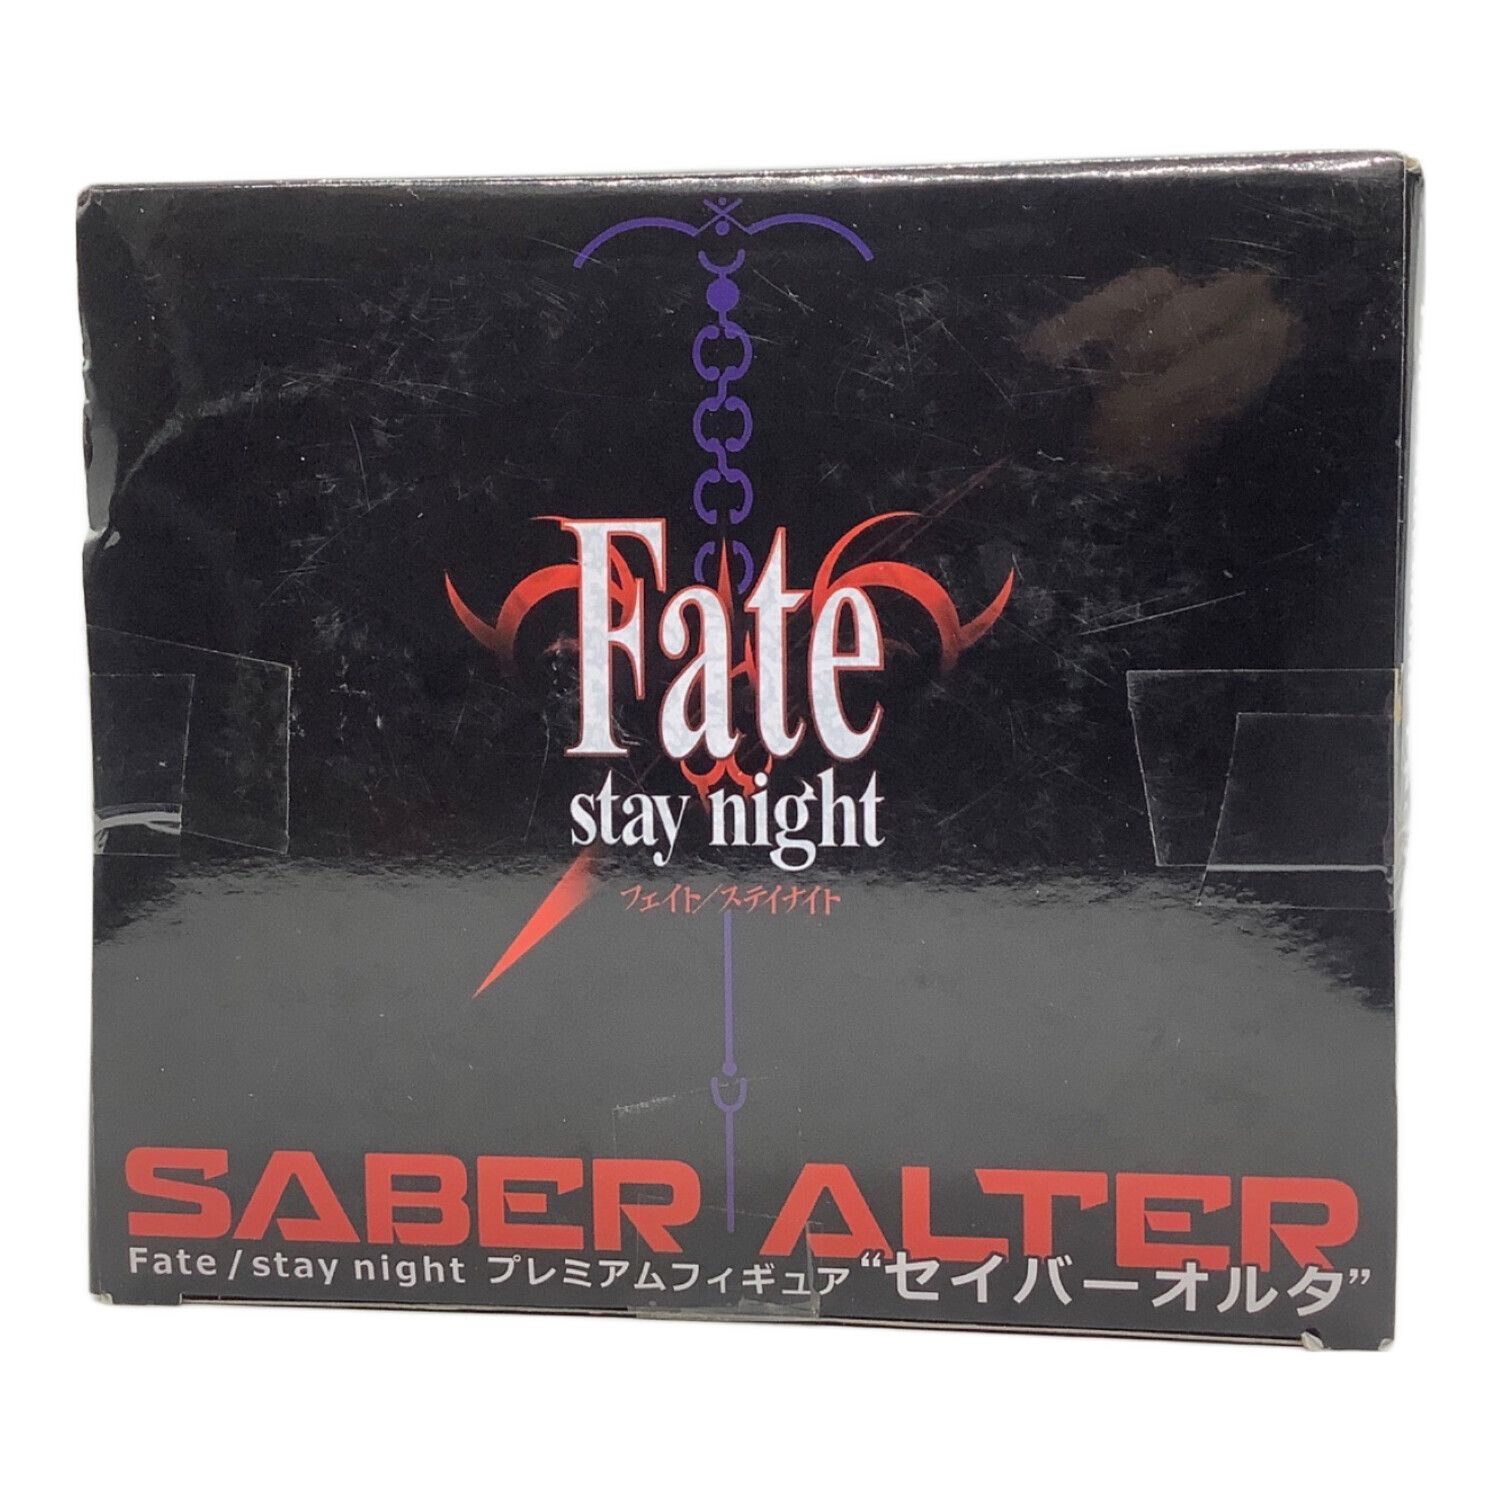 Fate
stay night
フェイト/ステイナイト
SABER ALTER
Fate/stay night プレミアムフィギュア “セイバーオルタ”